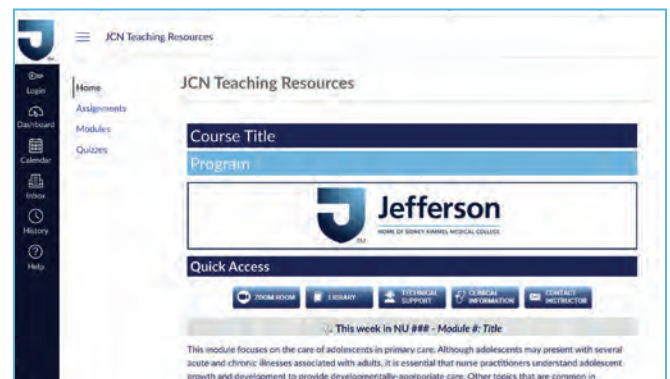 JCN Teaching Resources
Login
Dashboard
Calendar
Inbox
History
Help
Home
Assignments
Modules
Quizzes
JCN Teaching Resources
Course Title
Program
Jefferson
HOME OF SIDNEY KIMMEL MEDICAL COLLEGE
Quick Access
ZOOM ROOM
LIBRARY
TECHNICAL
SUPPORT
CLINICAL
INFORMATION
CONTACT
INSTRUCTOR
This week in NU ### - Module #: Title
This module focuses on the care of adolescents in primary care. Although adolescents may present with several
acute and chronic illnesses associated with adults, it is essential that nurse practitioners understand adolescent
growth and development to provide developmentally-appropriate care. Other topics that are common in